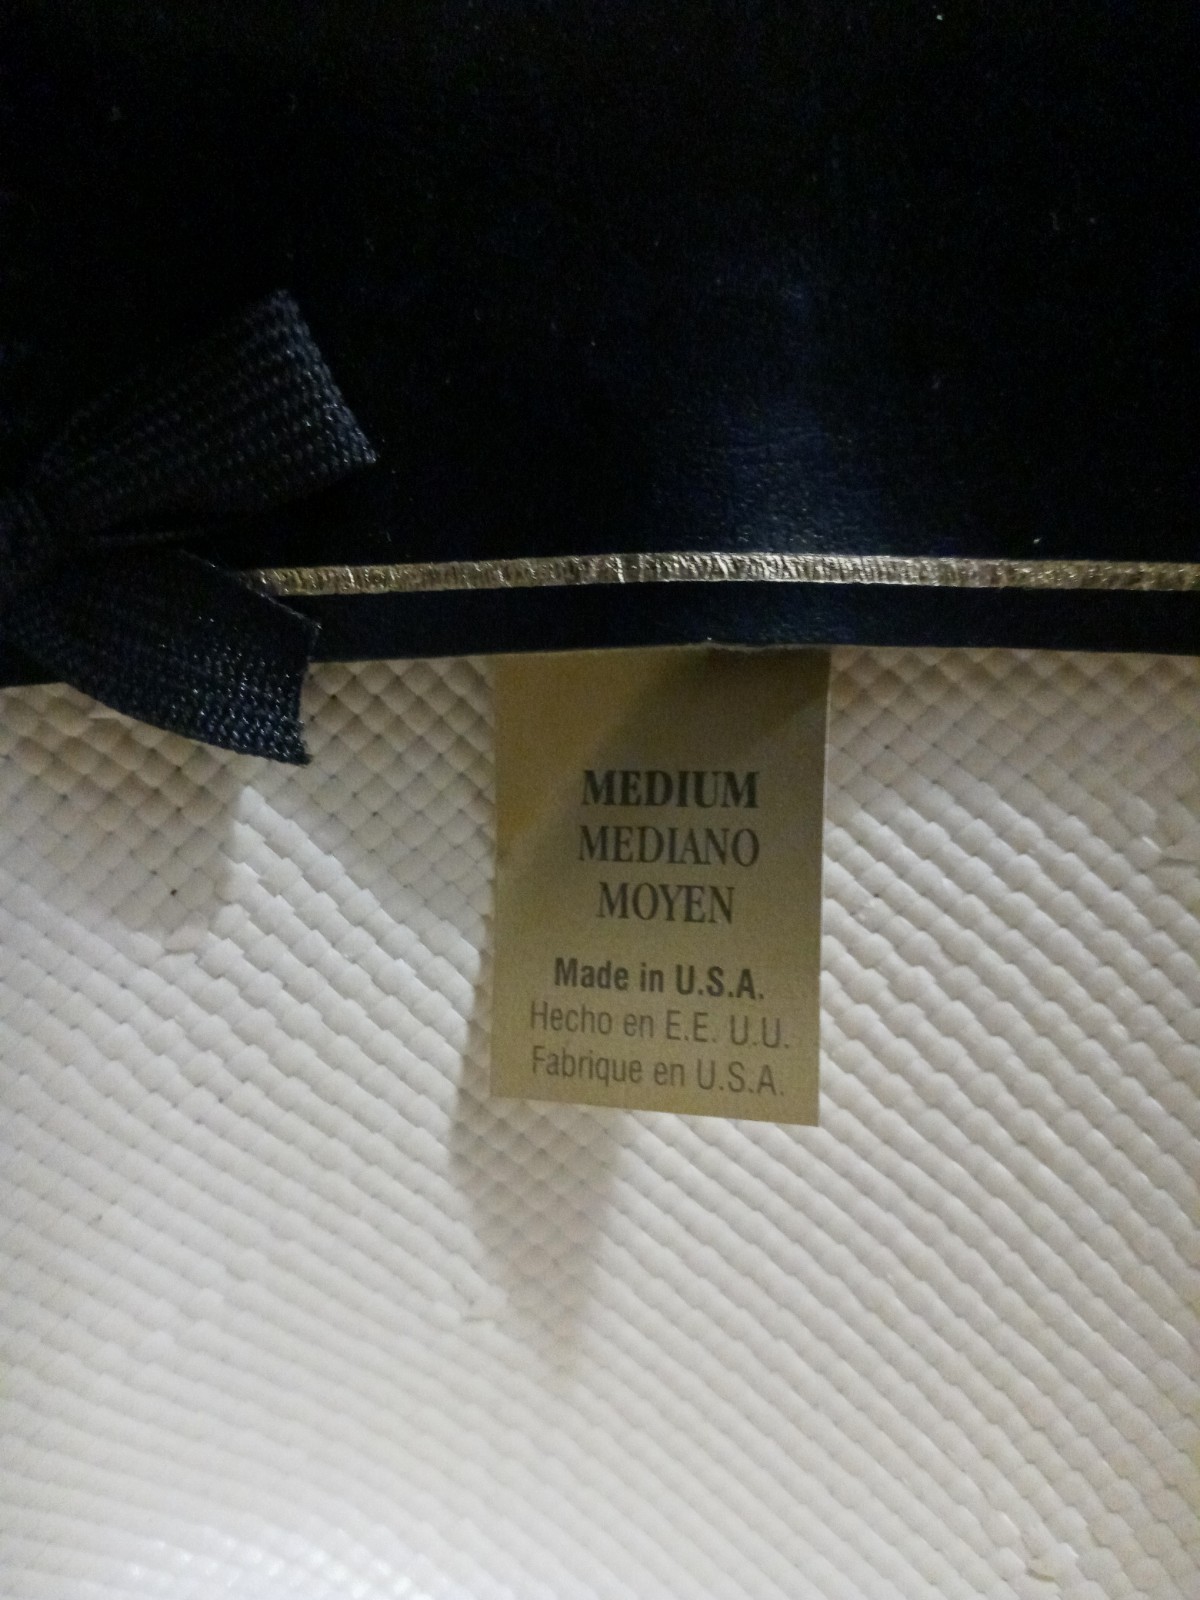 MEDIUM
MEDIANO
MOYEN
Made in U.S.A.
Hecho en E.E. U.U.
Fabrique en U.S.A.